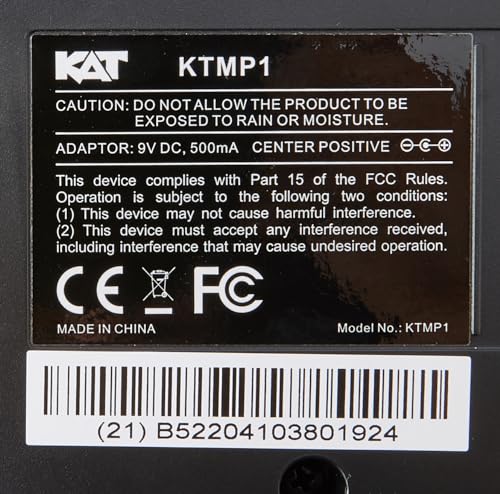 KAT KTMP1
CAUTION: DO NOT ALLOW THE PRODUCT TO BE
EXPOSED TO RAIN OR MOISTURE.
ADAPTOR: 9V DC, 500mA CENTER POSITIVE
This device complies with Part 15 of the FCC Rules.
Operation is subject to the following two conditions:
(1) This device may not cause harmful interference.
(2) This device must accept any interference received,
including interference that may cause undesired operation.
CE FC
MADE IN CHINA Model No.: KTMP1
(21) B52204103801924